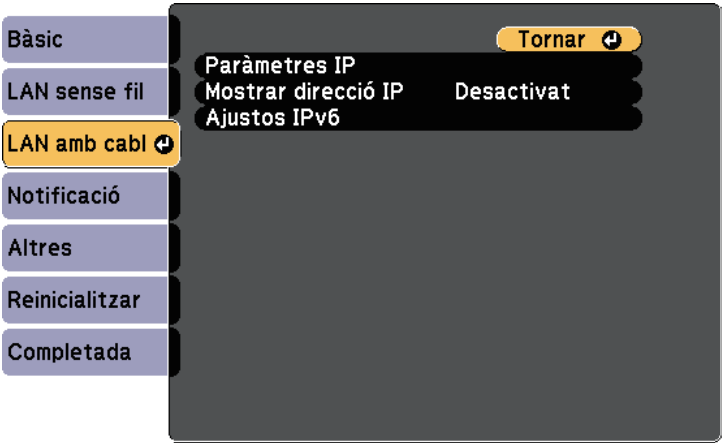 Bàsic
LAN sense fil
LAN amb cabl
Notificació
Altres
Reinicialitzar
Completada
Tornar
Paràmetres IP
Mostrar direcció IP Desactivat
Ajustos IPv6